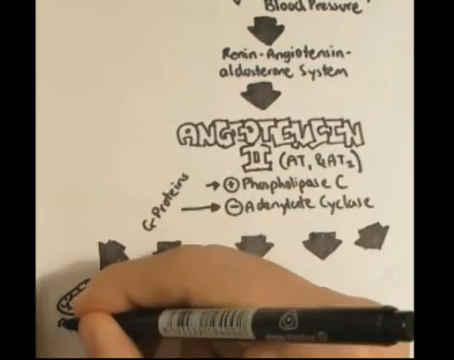 Blood Pressure
Renin-Angiotensin-
aldosterone System
ANGIOTENSIN
II (AT₁ & AT₂)
G-Proteins
→ ⊕ Phospholipase C
→ ⊖ Adenylate Cyclase